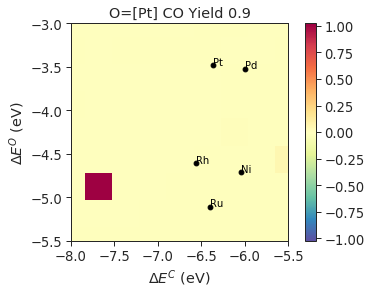 O=[Pt] CO Yield 0.9
ΔE^O (eV)
−3.0
−3.5
−4.0
−4.5
−5.0
−5.5
Pt
Pd
Rh
Ni
Ru
−8.0 −7.5 −7.0 −6.5 −6.0 −5.5
ΔE^C (eV)
1.00
0.75
0.50
0.25
0.00
−0.25
−0.50
−0.75
−1.00